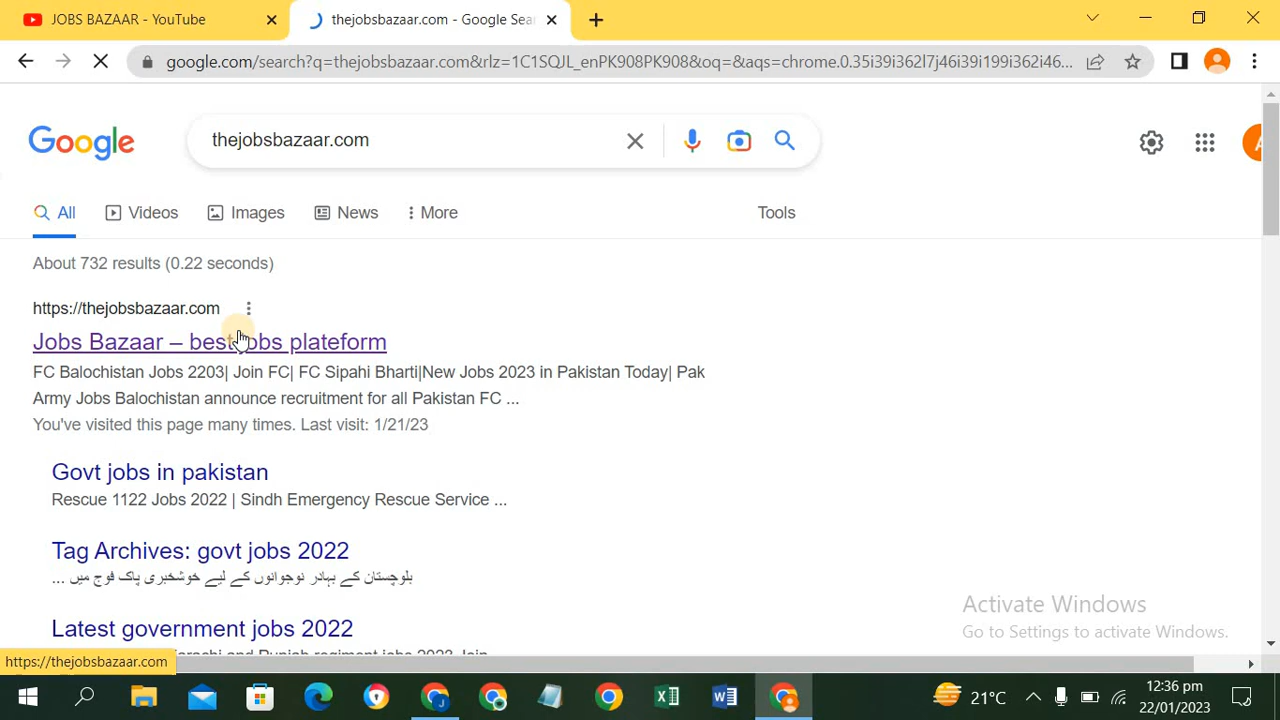 JOBS BAZAAR - YouTube
thejobsbazaar.com - Google Sear
google.com/search?q=thejobsbazaar.com&rlz=1C1SQJL_enPK908PK908&oq=&aqs=chrome.0.35i39i362l7j46i39i199i362i46...
Google
thejobsbazaar.com
All
Videos
Images
News
More
Tools
About 732 results (0.22 seconds)
https://thejobsbazaar.com
Jobs Bazaar – best jobs plateform
FC Balochistan Jobs 2203| Join FC| FC Sipahi Bharti|New Jobs 2023 in Pakistan Today| Pak
Army Jobs Balochistan announce recruitment for all Pakistan FC ...
You've visited this page many times. Last visit: 1/21/23
Govt jobs in pakistan
Rescue 1122 Jobs 2022 | Sindh Emergency Rescue Service ...
Tag Archives: govt jobs 2022
بلوچستان کے بہادر نوجوانوں کے لیے خوشخبری پاک فوج میں ...
Latest government jobs 2022
Activate Windows
Go to Settings to activate Windows.
https://thejobsbazaar.com
21°C
12:36 pm
22/01/2023